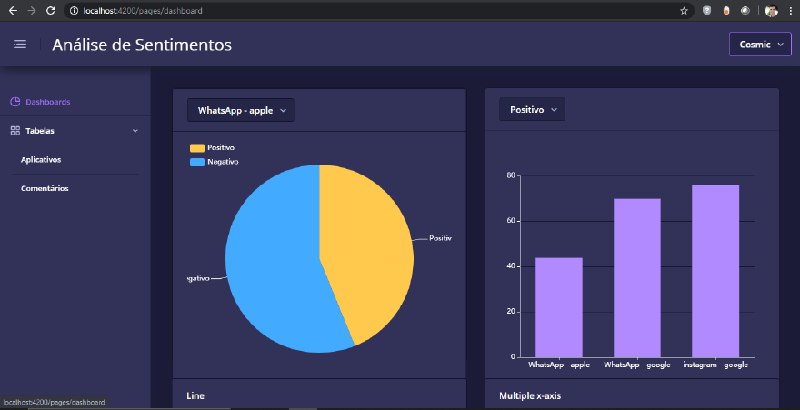 localhost:4200/pages/dashboard
Análise de Sentimentos
Cosmic
Dashboards
Tabelas
Aplicativos
Comentários
WhatsApp - apple
Positivo
Negativo
Positiv
egativo
Line
Positivo
80
60
40
20
0
WhatsApp - apple
WhatsApp - google
instagram - google
Multiple x-axis
localhost:4200/pages/dashboard